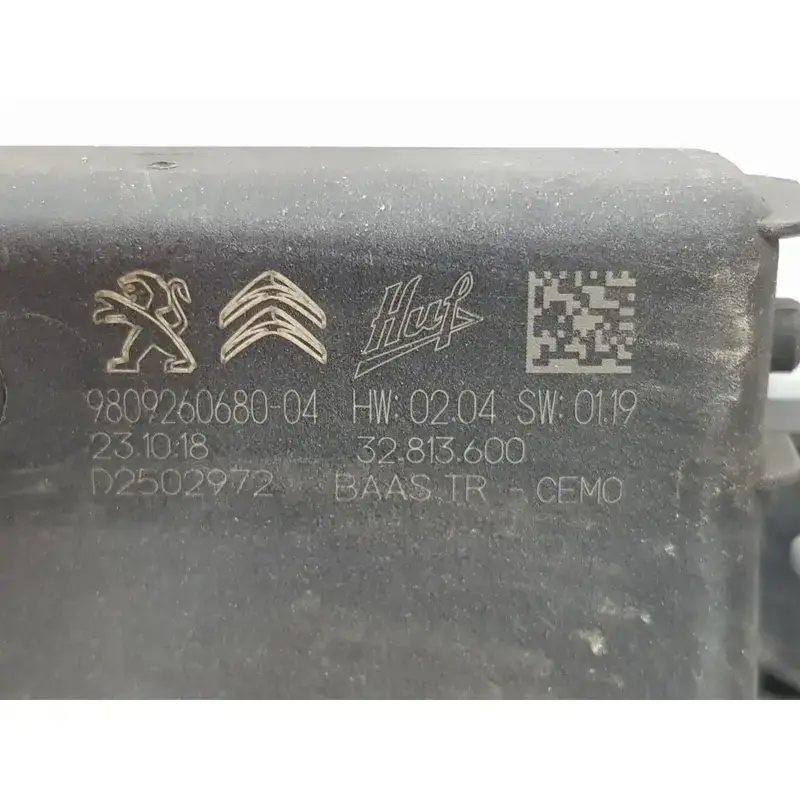 Huf
9809260680-04 HW: 02.04 SW: 01.19
23.10.18 32.813.600
D2502972 BAAS TR - CEMO